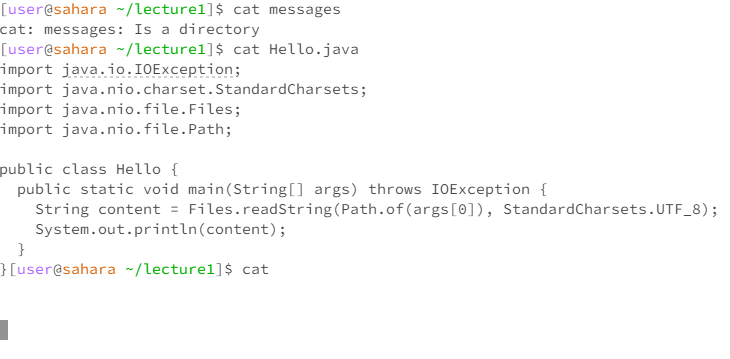 [user@sahara ~/lecture1]$ cat messages
cat: messages: Is a directory
[user@sahara ~/lecture1]$ cat Hello.java
import java.io.IOException;
import java.nio.charset.StandardCharsets;
import java.nio.file.Files;
import java.nio.file.Path;

public class Hello {
  public static void main(String[] args) throws IOException {
    String content = Files.readString(Path.of(args[0]), StandardCharsets.UTF_8);
    System.out.println(content);
  }
}[user@sahara ~/lecture1]$ cat